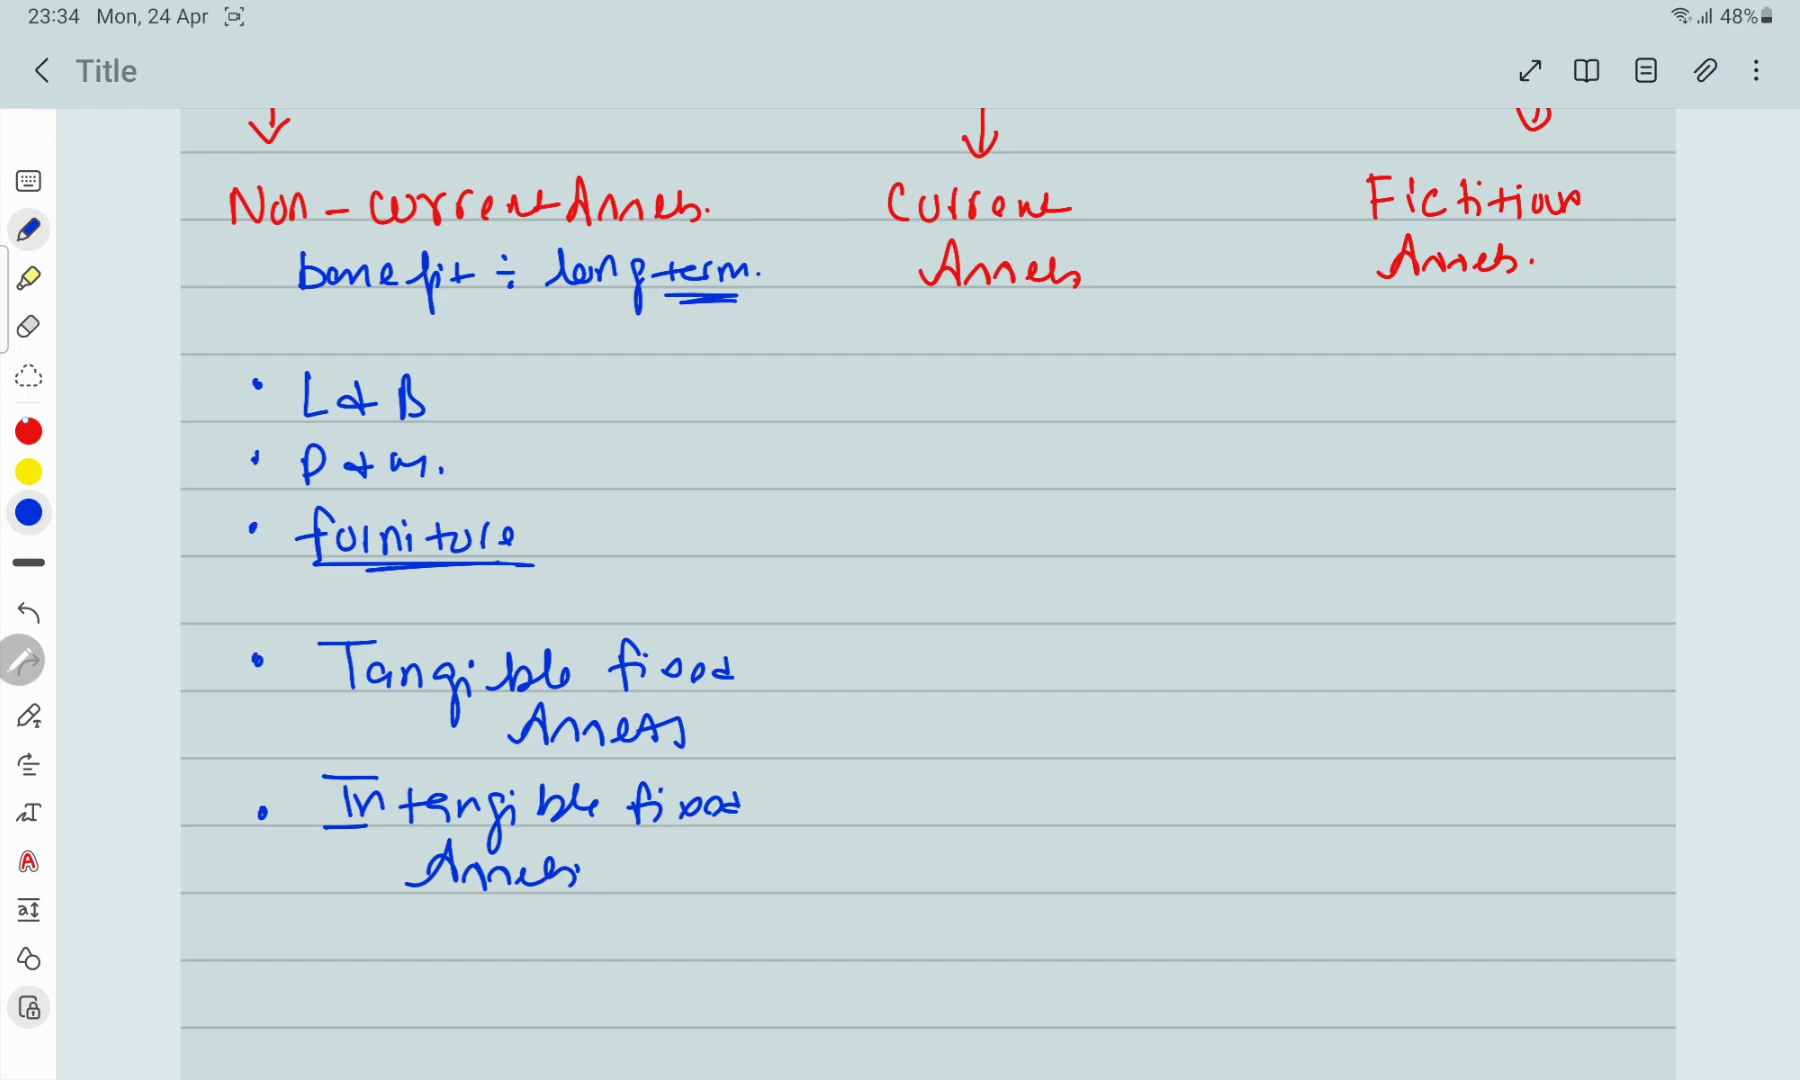 23:34 Mon, 24 Apr 48%
Title
Non-current Assets.
Current
Assets
Fictitious
Assets.
benefit ÷ long term.
• L & B
• P & M.
• furniture
• Tangible fixed
Assets
• Intangible fixed
Assets